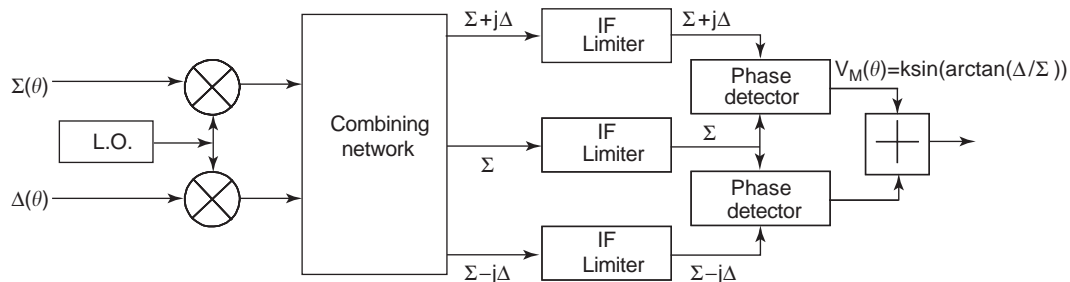 Σ+jΔ
IF
Limiter
Σ+jΔ
Σ(θ)
Phase
detector
V_M(θ)=ksin(arctan(Δ/Σ ))
L.O.
Combining
network
Σ
IF
Limiter
Σ
Δ(θ)
Phase
detector
Σ−jΔ
IF
Limiter
Σ−jΔ